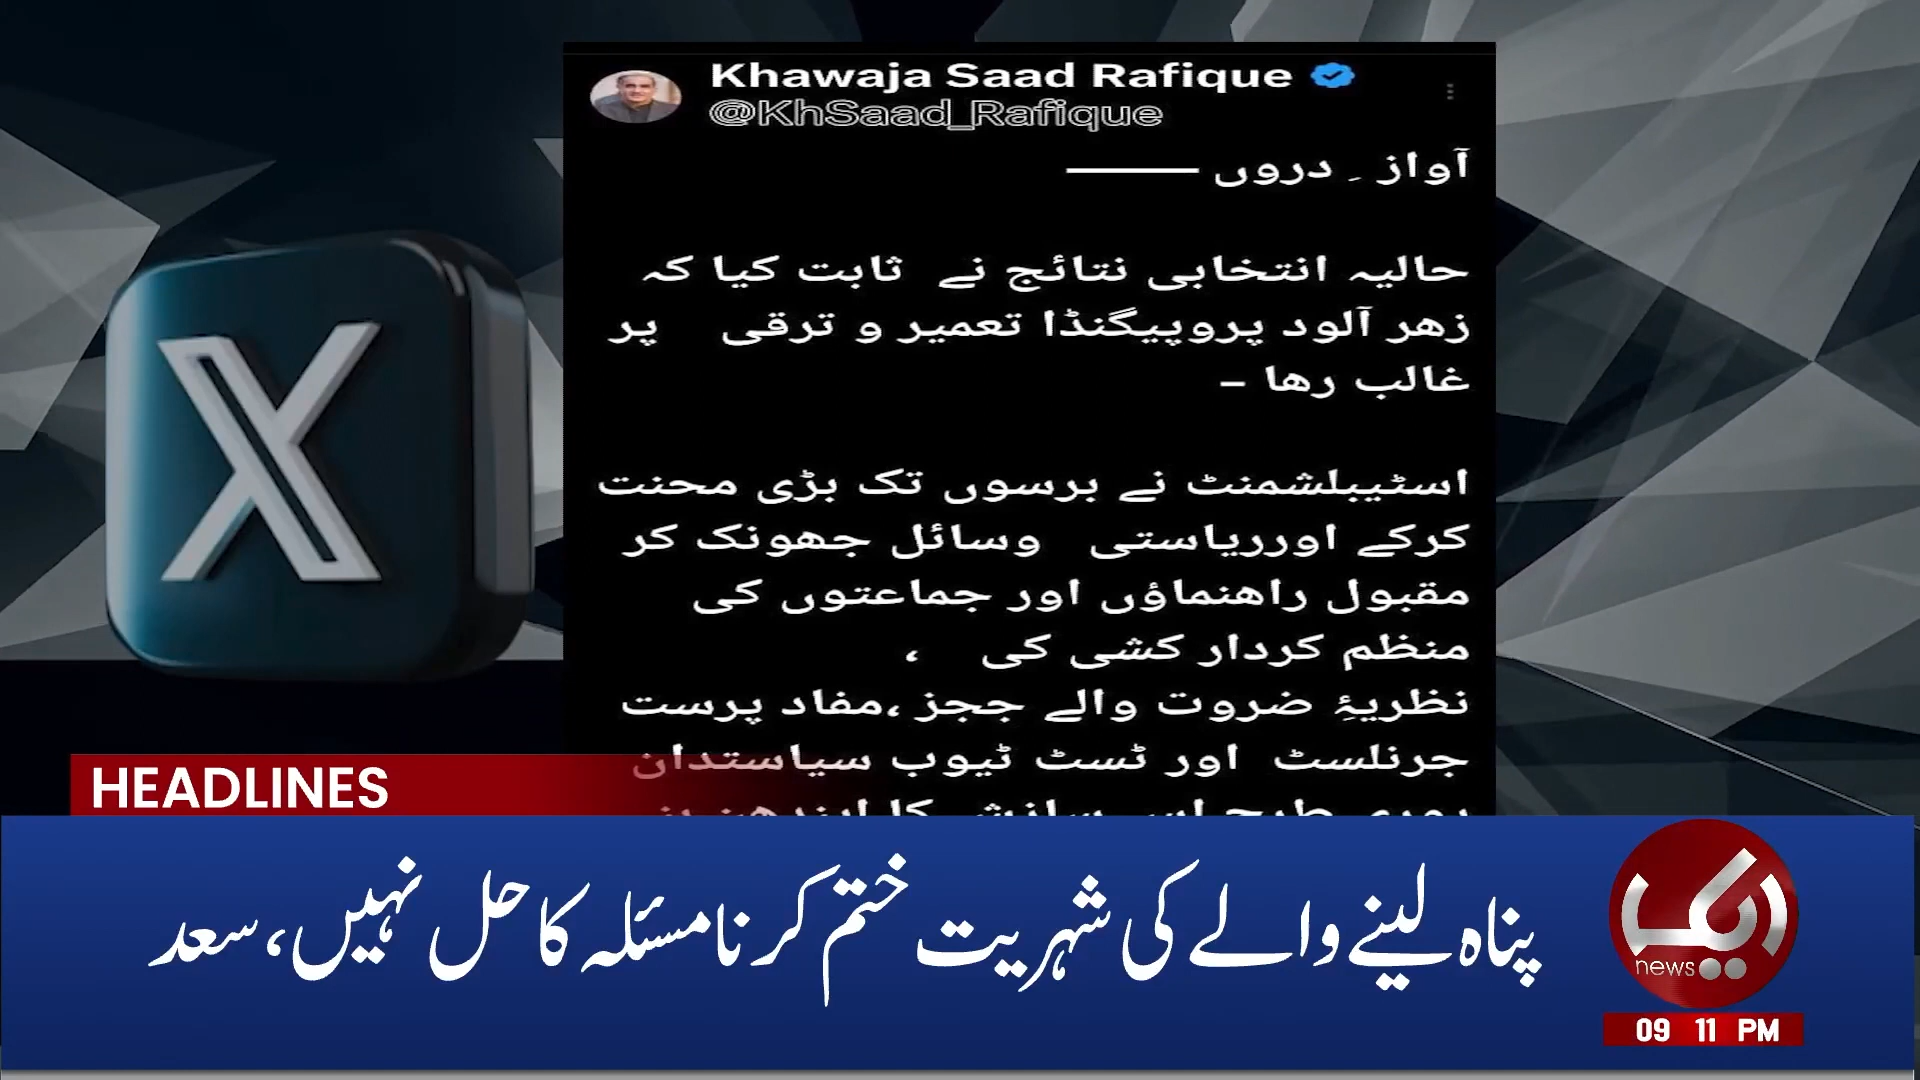 Khawaja Saad Rafique
@KhSaad_Rafique
آواز ِ دروں ———
حالیہ انتخابی نتائج نے ثابت کیا کہ
زھر آلود پروپیگنڈا تعمیر و ترقی پر
غالب رھا –
اسٹیبلشمنٹ نے برسوں تک بڑی محنت
کرکے اورریاستی وسائل جھونک کر
مقبول راھنماؤں اور جماعتوں کی
منظم کردار کشی کی ،
نظریۂِ ضروت والے ججز ،مفاد پرست
جرنلسٹ اور ٹسٹ ٹیوب سیاستدان
HEADLINES
پناہ لینے والے کی شہریت ختم کرنا مسئلہ کا حل نہیں، سعد
ایک
news
09 11 PM